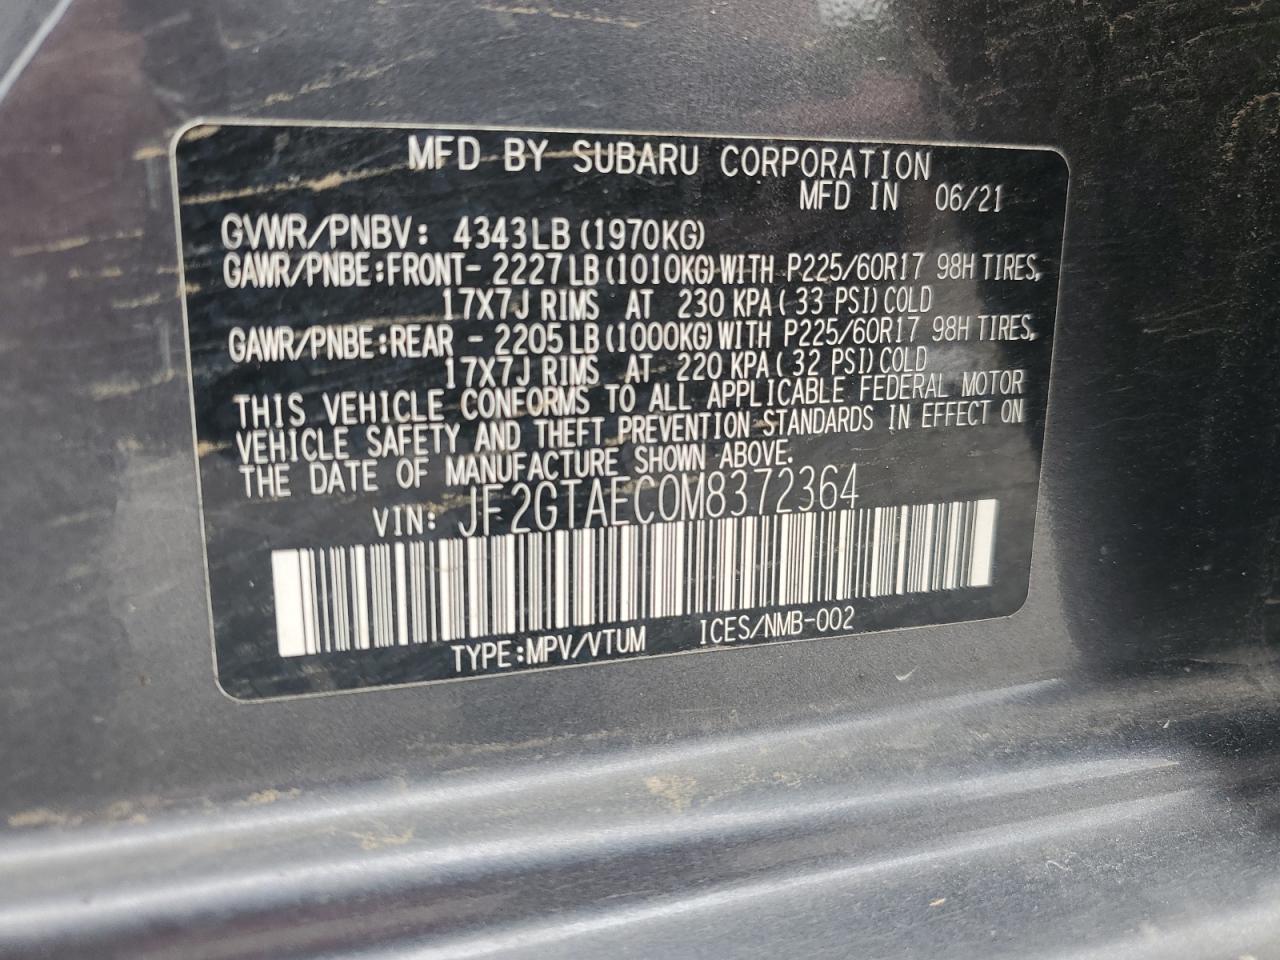 MFD BY SUBARU CORPORATION
MFD IN 06/21
GVWR/PNBV: 4343LB (1970KG)
GAWR/PNBE:FRONT- 2227 LB (1010KG) WITH P225/60R17 98H TIRES,
17X7J RIMS AT 230 KPA ( 33 PSI) COLD
GAWR/PNBE:REAR - 2205 LB (1000KG) WITH P225/60R17 98H TIRES,
17X7J RIMS AT 220 KPA ( 32 PSI) COLD
THIS VEHICLE CONFORMS TO ALL APPLICABLE FEDERAL MOTOR
VEHICLE SAFETY AND THEFT PREVENTION STANDARDS IN EFFECT ON
THE DATE OF MANUFACTURE SHOWN ABOVE.
VIN: JF2GTAEC0M8372364
TYPE:MPV/VTUM ICES/NMB-002